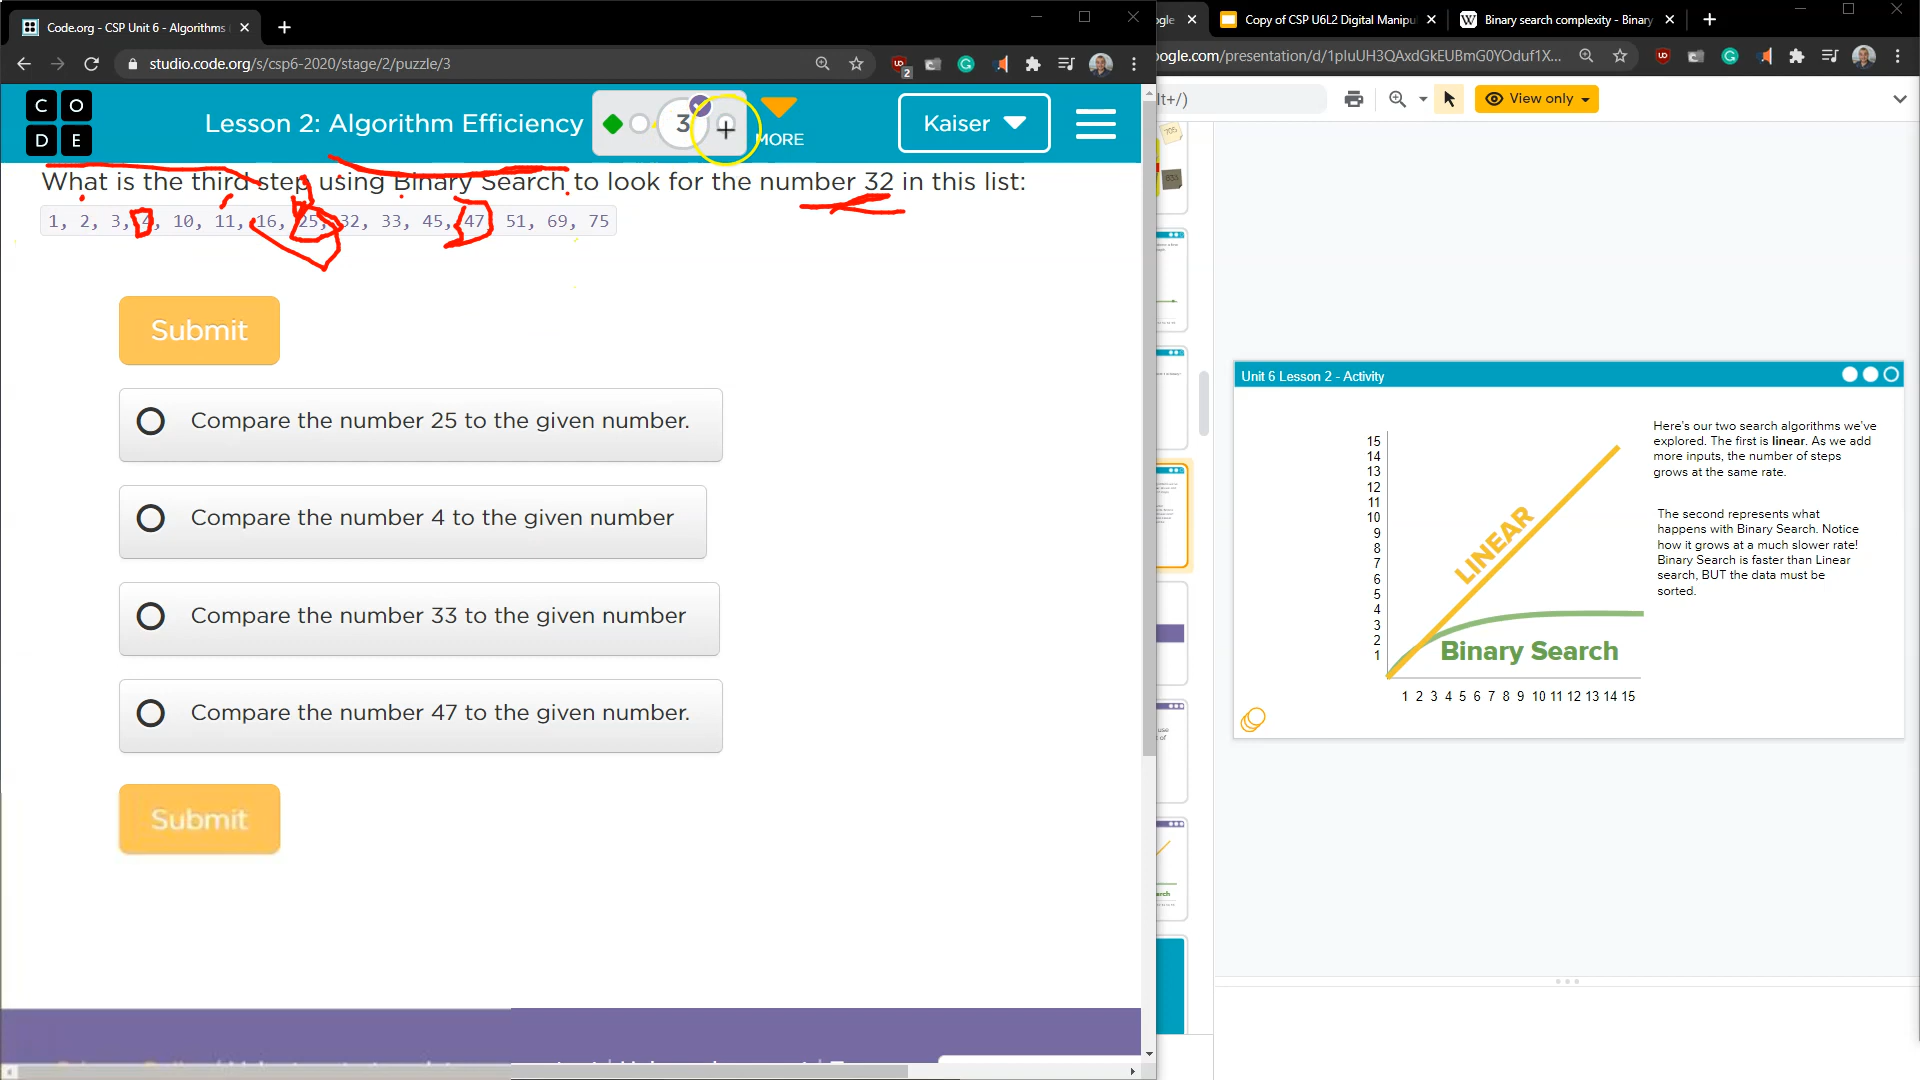 Code.org - CSP Unit 6 - Algorithms
studio.code.org/s/csp6-2020/stage/2/puzzle/3
2
C O
D E
Lesson 2: Algorithm Efficiency
3
MORE
Kaiser
What is the third step using Binary Search to look for the number 32 in this list:
1, 2, 3, 4, 10, 11, 16, 25, 32, 33, 45, 47, 51, 69, 75
Submit
Compare the number 25 to the given number.
Compare the number 4 to the given number
Compare the number 33 to the given number
Compare the number 47 to the given number.
Submit
ogle
Copy of CSP U6L2 Digital Manipul
Binary search complexity - Binary
oogle.com/presentation/d/1pluUH3QAxdGkEUBmG0YOduf1X...
lt+/)
View only
705
Unit 6 Lesson 2 - Activity
15
14
13
12
11
10
9
8
7
6
5
4
3
2
1
LINEAR
Binary Search
1 2 3 4 5 6 7 8 9 10 11 12 13 14 15
Here's our two search algorithms we've
explored. The first is linear. As we add
more inputs, the number of steps
grows at the same rate.
The second represents what
happens with Binary Search. Notice
how it grows at a much slower rate!
Binary Search is faster than Linear
search, BUT the data must be
sorted.